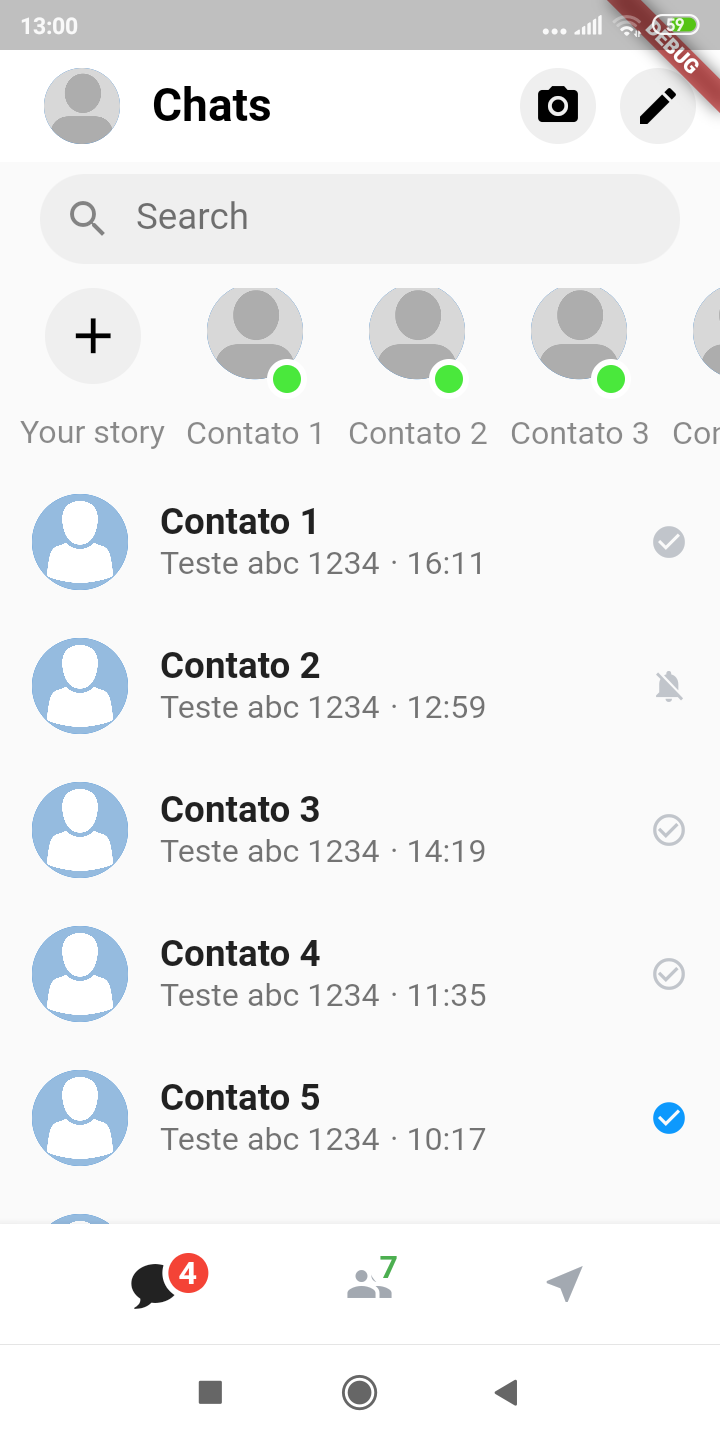 13:00
59
DEBUG
Chats
Search
Your story Contato 1 Contato 2 Contato 3 Con
Contato 1
Teste abc 1234 · 16:11
Contato 2
Teste abc 1234 · 12:59
Contato 3
Teste abc 1234 · 14:19
Contato 4
Teste abc 1234 · 11:35
Contato 5
Teste abc 1234 · 10:17
4
7